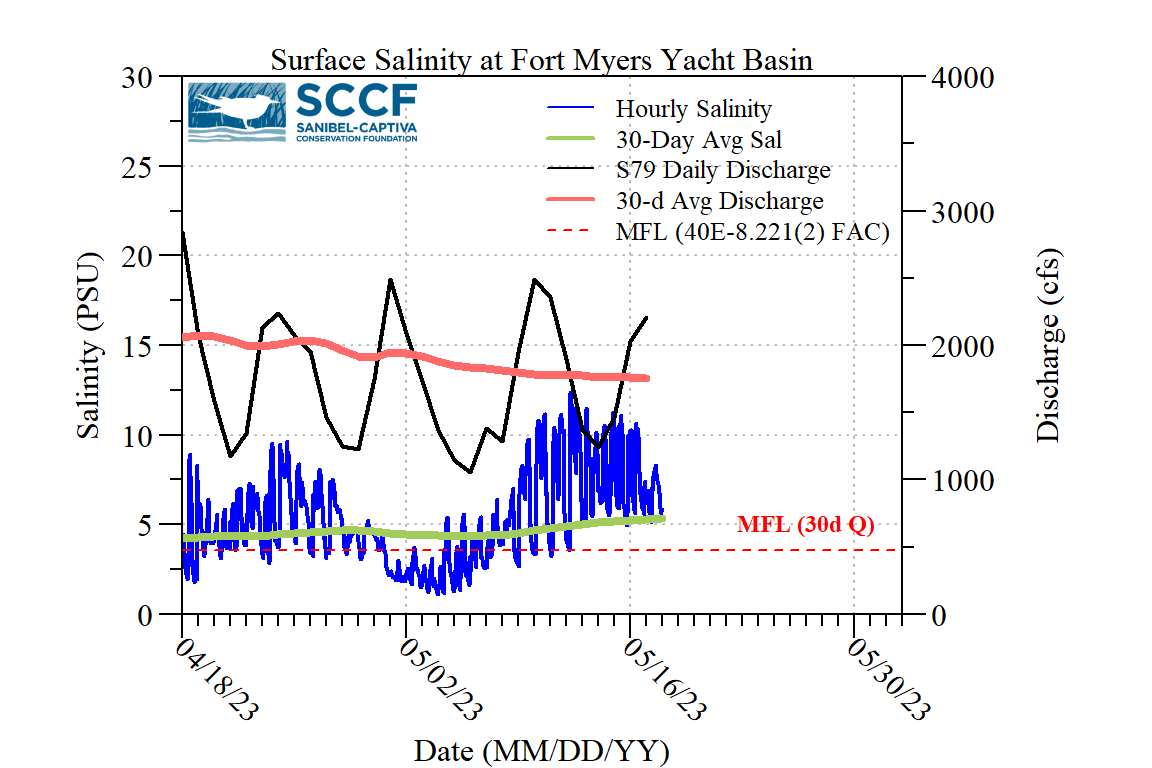 Surface Salinity at Fort Myers Yacht Basin
SCCF
SANIBEL-CAPTIVA
CONSERVATION FOUNDATION
Hourly Salinity
30-Day Avg Sal
S79 Daily Discharge
30-d Avg Discharge
MFL (40E-8.221(2) FAC)
Salinity (PSU)
30
25
20
15
10
5
0
4000
3000
2000
1000
0
Discharge (cfs)
MFL (30d Q)
04/18/23
05/02/23
05/16/23
05/30/23
Date (MM/DD/YY)